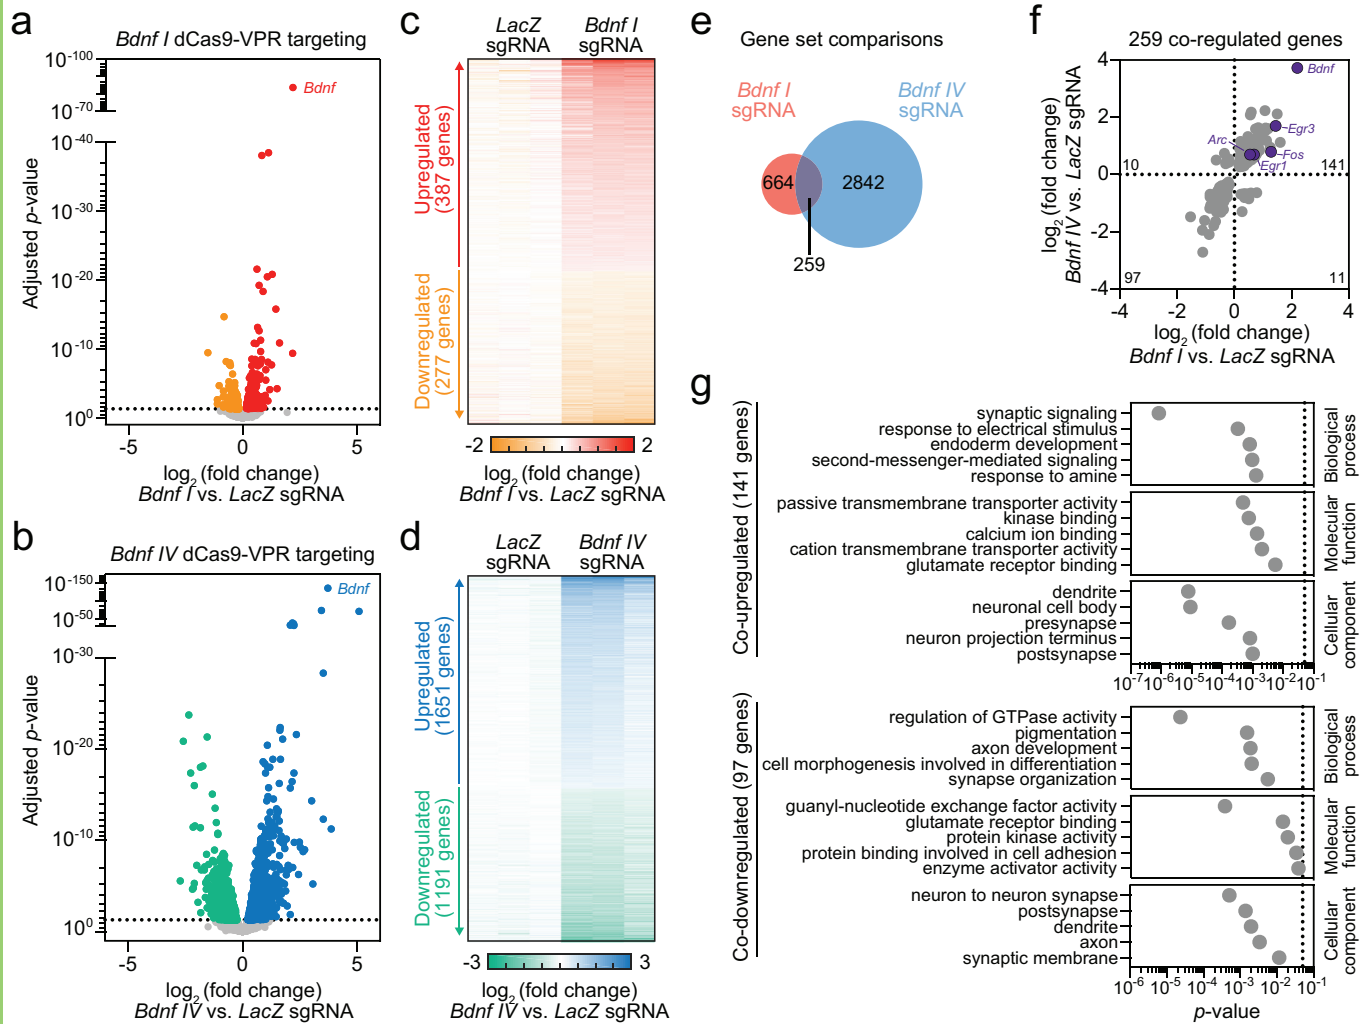 a
Bdnf I dCas9-VPR targeting
10-100
10-70
10-40
10-30
10-20
10-10
100
Adjusted p-value
Bdnf
-5 0 5
log2 (fold change)
Bdnf I vs. LacZ sgRNA
b
Bdnf IV dCas9-VPR targeting
10-150
10-50
10-30
10-20
10-10
100
Adjusted p-value
Bdnf
-5 0 5
log2 (fold change)
Bdnf IV vs. LacZ sgRNA
c
LacZ
sgRNA
Bdnf I
sgRNA
Upregulated
(387 genes)
Downregulated
(277 genes)
-2 2
log2 (fold change)
Bdnf I vs. LacZ sgRNA
d
LacZ
sgRNA
Bdnf IV
sgRNA
Upregulated
(1651 genes)
Downregulated
(1191 genes)
-3 3
log2 (fold change)
Bdnf IV vs. LacZ sgRNA
e
Gene set comparisons
Bdnf I
sgRNA
Bdnf IV
sgRNA
664
2842
259
f
259 co-regulated genes
log2 (fold change)
Bdnf IV vs. LacZ sgRNA
4
2
0
-2
-4
Bdnf
Egr3
Arc
Fos
Egr1
10
141
97
11
-4 -2 0 2 4
log2 (fold change)
Bdnf I vs. LacZ sgRNA
g
Co-upregulated (141 genes)
synaptic signaling
response to electrical stimulus
endoderm development
second-messenger-mediated signaling
response to amine
Biological
process
passive transmembrane transporter activity
kinase binding
calcium ion binding
cation transmembrane transporter activity
glutamate receptor binding
Molecular
function
dendrite
neuronal cell body
presynapse
neuron projection terminus
postsynapse
Cellular
component
10-7 10-6 10-5 10-4 10-3 10-2 10-1
Co-downregulated (97 genes)
regulation of GTPase activity
pigmentation
axon development
cell morphogenesis involved in differentiation
synapse organization
Biological
process
guanyl-nucleotide exchange factor activity
glutamate receptor binding
protein kinase activity
protein binding involved in cell adhesion
enzyme activator activity
Molecular
function
neuron to neuron synapse
postsynapse
dendrite
axon
synaptic membrane
Cellular
component
10-6 10-5 10-4 10-3 10-2 10-1
p-value